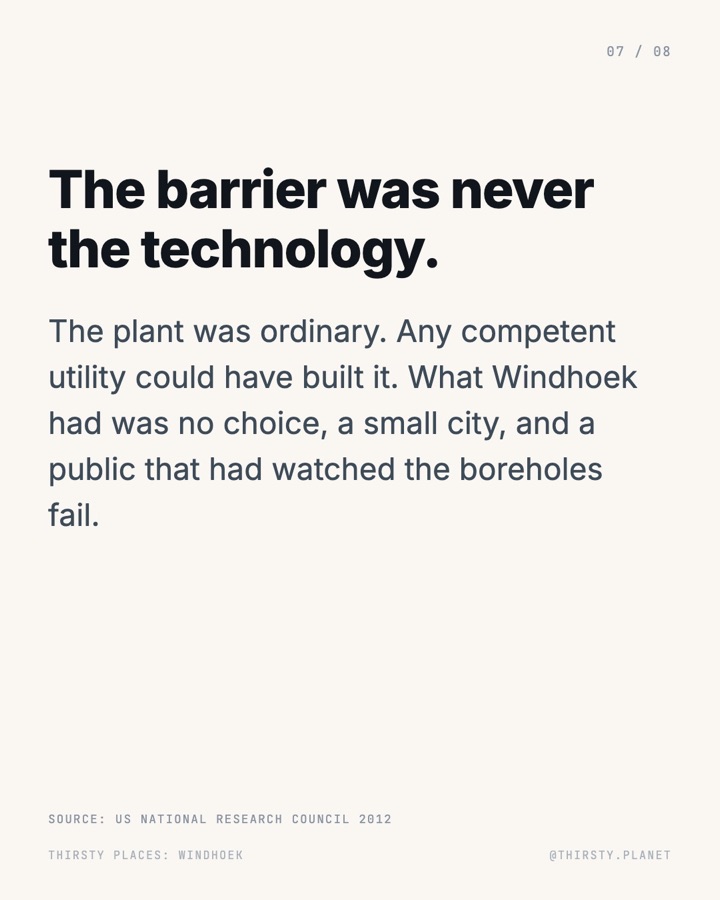 07 / 08
The barrier was never
the technology.
The plant was ordinary. Any competent
utility could have built it. What Windhoek
had was no choice, a small city, and a
public that had watched the boreholes
fail.
SOURCE: US NATIONAL RESEARCH COUNCIL 2012
THIRSTY PLACES: WINDHOEK
@THIRSTY.PLANET